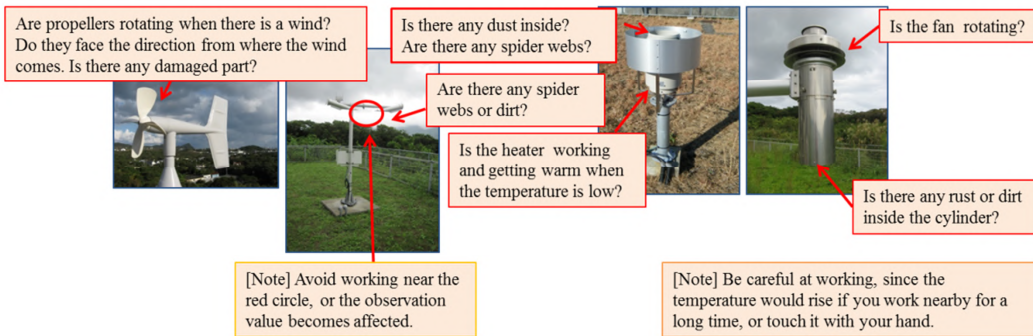 Are propellers rotating when there is a wind?
Do they face the direction from where the wind
comes. Is there any damaged part?
Is there any dust inside?
Are there any spider webs?
Is the fan  rotating?
Are there any spider
webs or dirt?
Is the heater  working
and getting warm when
the temperature is low?
Is there any rust or dirt
inside the cylinder?
[Note] Avoid working near the
red circle, or the observation
value becomes affected.
[Note] Be careful at working, since the
temperature would rise if you work nearby for a
long time, or touch it with your hand.